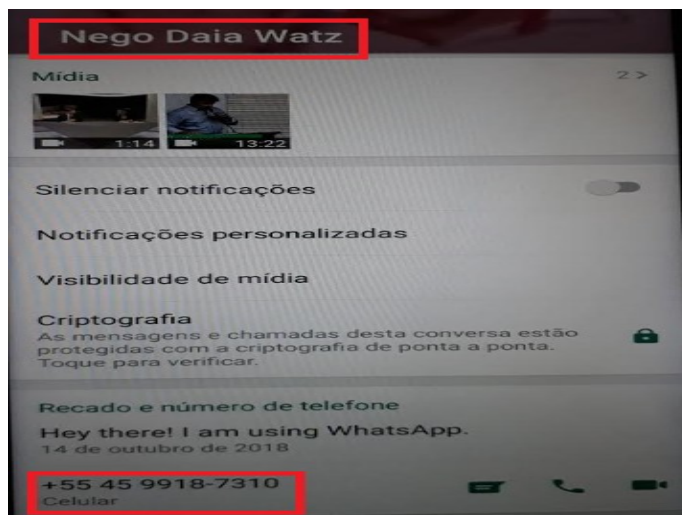 Nego Daia Watz
Mídia
2 >
1:14
13:22
Silenciar notificações
Notificações personalizadas
Visibilidade de mídia
Criptografia
As mensagens e chamadas desta conversa estão
protegidas com a criptografia de ponta a ponta.
Toque para verificar.
Recado e número de telefone
Hey there! I am using WhatsApp.
14 de outubro de 2018
+55 45 9918-7310
Celular